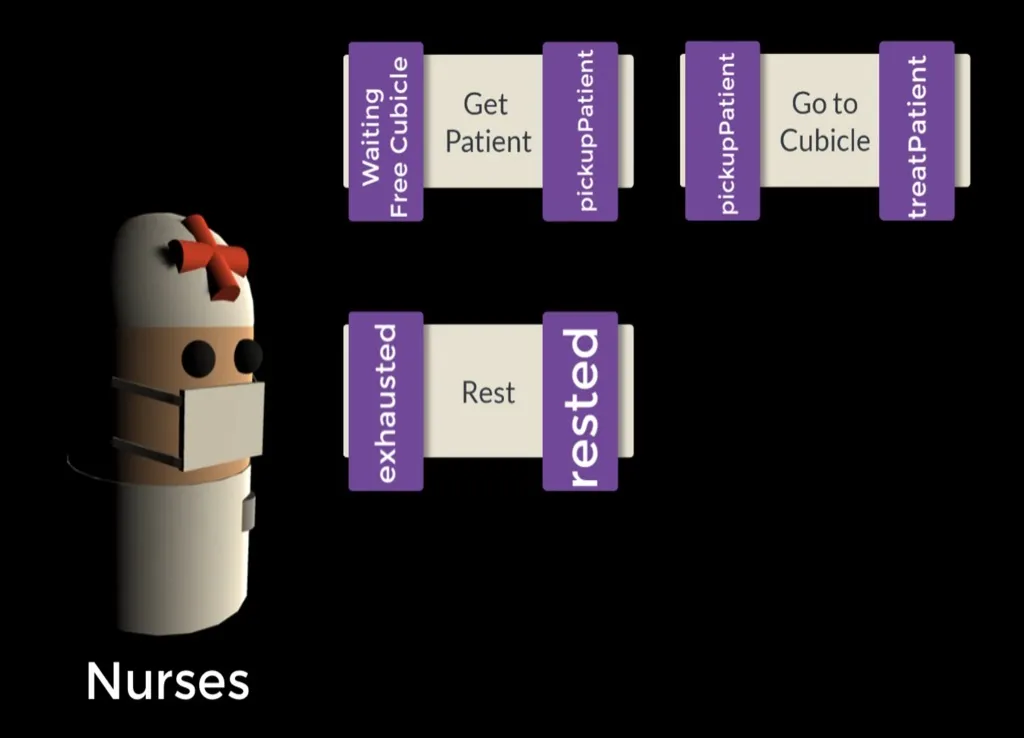 Waiting
Free Cubicle
Get
Patient
pickupPatient
pickupPatient
Go to
Cubicle
treatPatient
exhausted
Rest
rested
Nurses